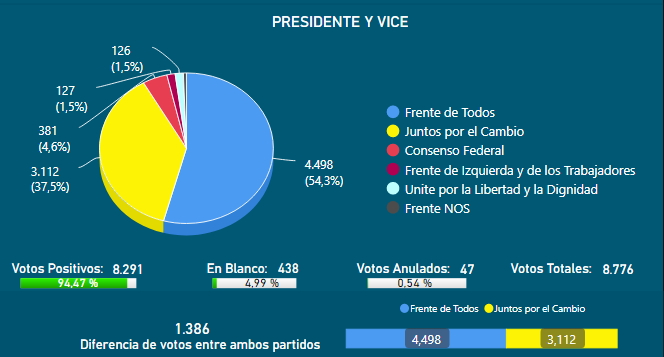 PRESIDENTE Y VICE
126
(1,5%)
127
(1,5%)
381
(4,6%)
3.112
(37,5%)
4.498
(54,3%)
Frente de Todos
Juntos por el Cambio
Consenso Federal
Frente de Izquierda y de los Trabajadores
Unite por la Libertad y la Dignidad
Frente NOS
Votos Positivos: 8.291
94,47 %
En Blanco: 438
4,99 %
Votos Anulados: 47
0,54 %
Votos Totales: 8.776
Frente de Todos Juntos por el Cambio
1.386
Diferencia de votos entre ambos partidos
4,498 3,112